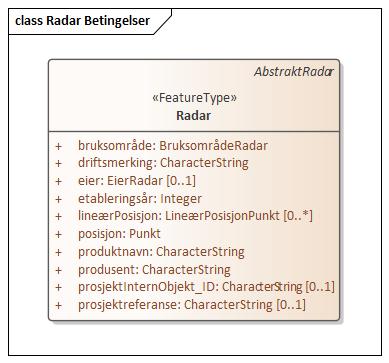 class Radar Betingelser
AbstraktRadar
«FeatureType»
Radar
+ bruksområde: BruksområdeRadar
+ driftsmerking: CharacterString
+ eier: EierRadar [0..1]
+ etableringsår: Integer
+ lineærPosisjon: LineærPosisjonPunkt [0..*]
+ posisjon: Punkt
+ produktnavn: CharacterString
+ produsent: CharacterString
+ prosjektInternObjekt_ID: CharacterString [0..1]
+ prosjektreferanse: CharacterString [0..1]